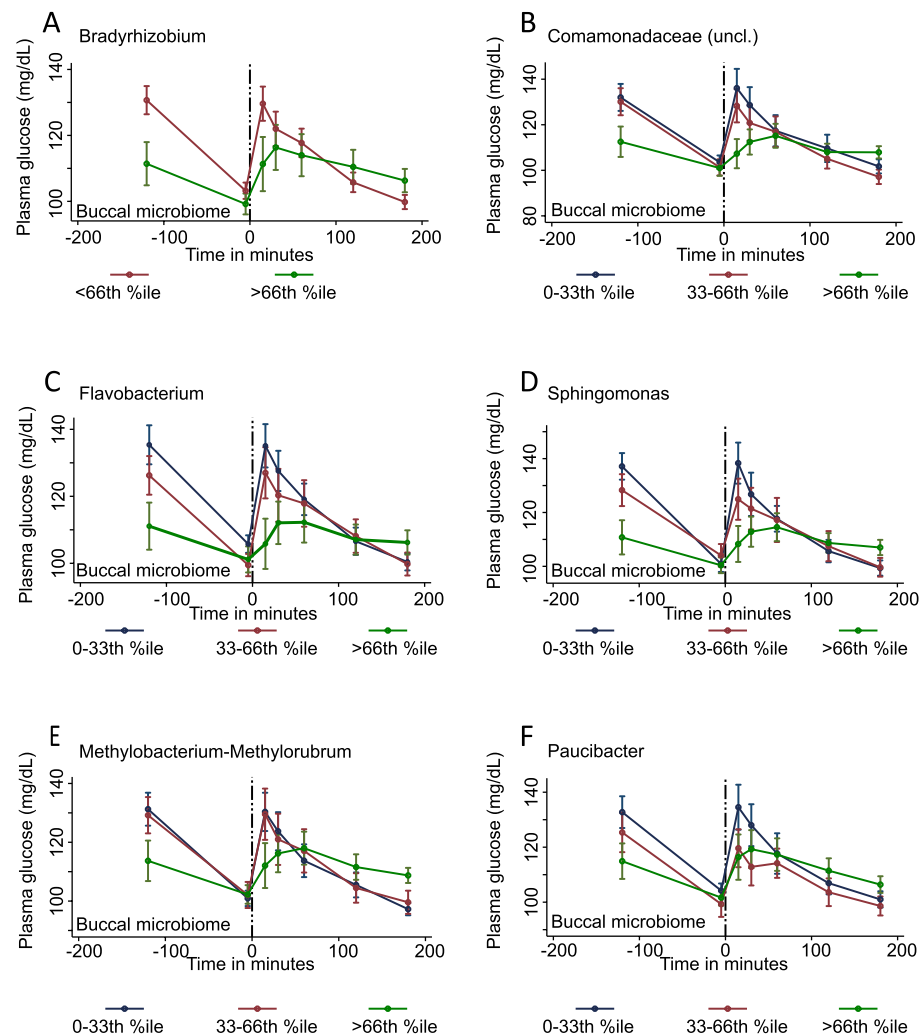 A
Bradyrhizobium
Plasma glucose (mg/dL)
140
120
100
Buccal microbiome
-200 -100 0 100 200
Time in minutes
<66th %ile >66th %ile
B
Comamonadaceae (uncl.)
Plasma glucose (mg/dL)
140
120
100
80
Buccal microbiome
-200 -100 0 100 200
Time in minutes
0-33th %ile 33-66th %ile >66th %ile
C
Flavobacterium
Plasma glucose (mg/dL)
140
120
100
Buccal microbiome
-200 -100 0 100 200
Time in minutes
0-33th %ile 33-66th %ile >66th %ile
D
Sphingomonas
Plasma glucose (mg/dL)
140
120
100
Buccal microbiome
-200 -100 0 100 200
Time in minutes
0-33th %ile 33-66th %ile >66th %ile
E
Methylobacterium-Methylorubrum
Plasma glucose (mg/dL)
140
120
100
Buccal microbiome
-200 -100 0 100 200
Time in minutes
0-33th %ile 33-66th %ile >66th %ile
F
Paucibacter
Plasma glucose (mg/dL)
140
120
100
Buccal microbiome
-200 -100 0 100 200
Time in minutes
0-33th %ile 33-66th %ile >66th %ile